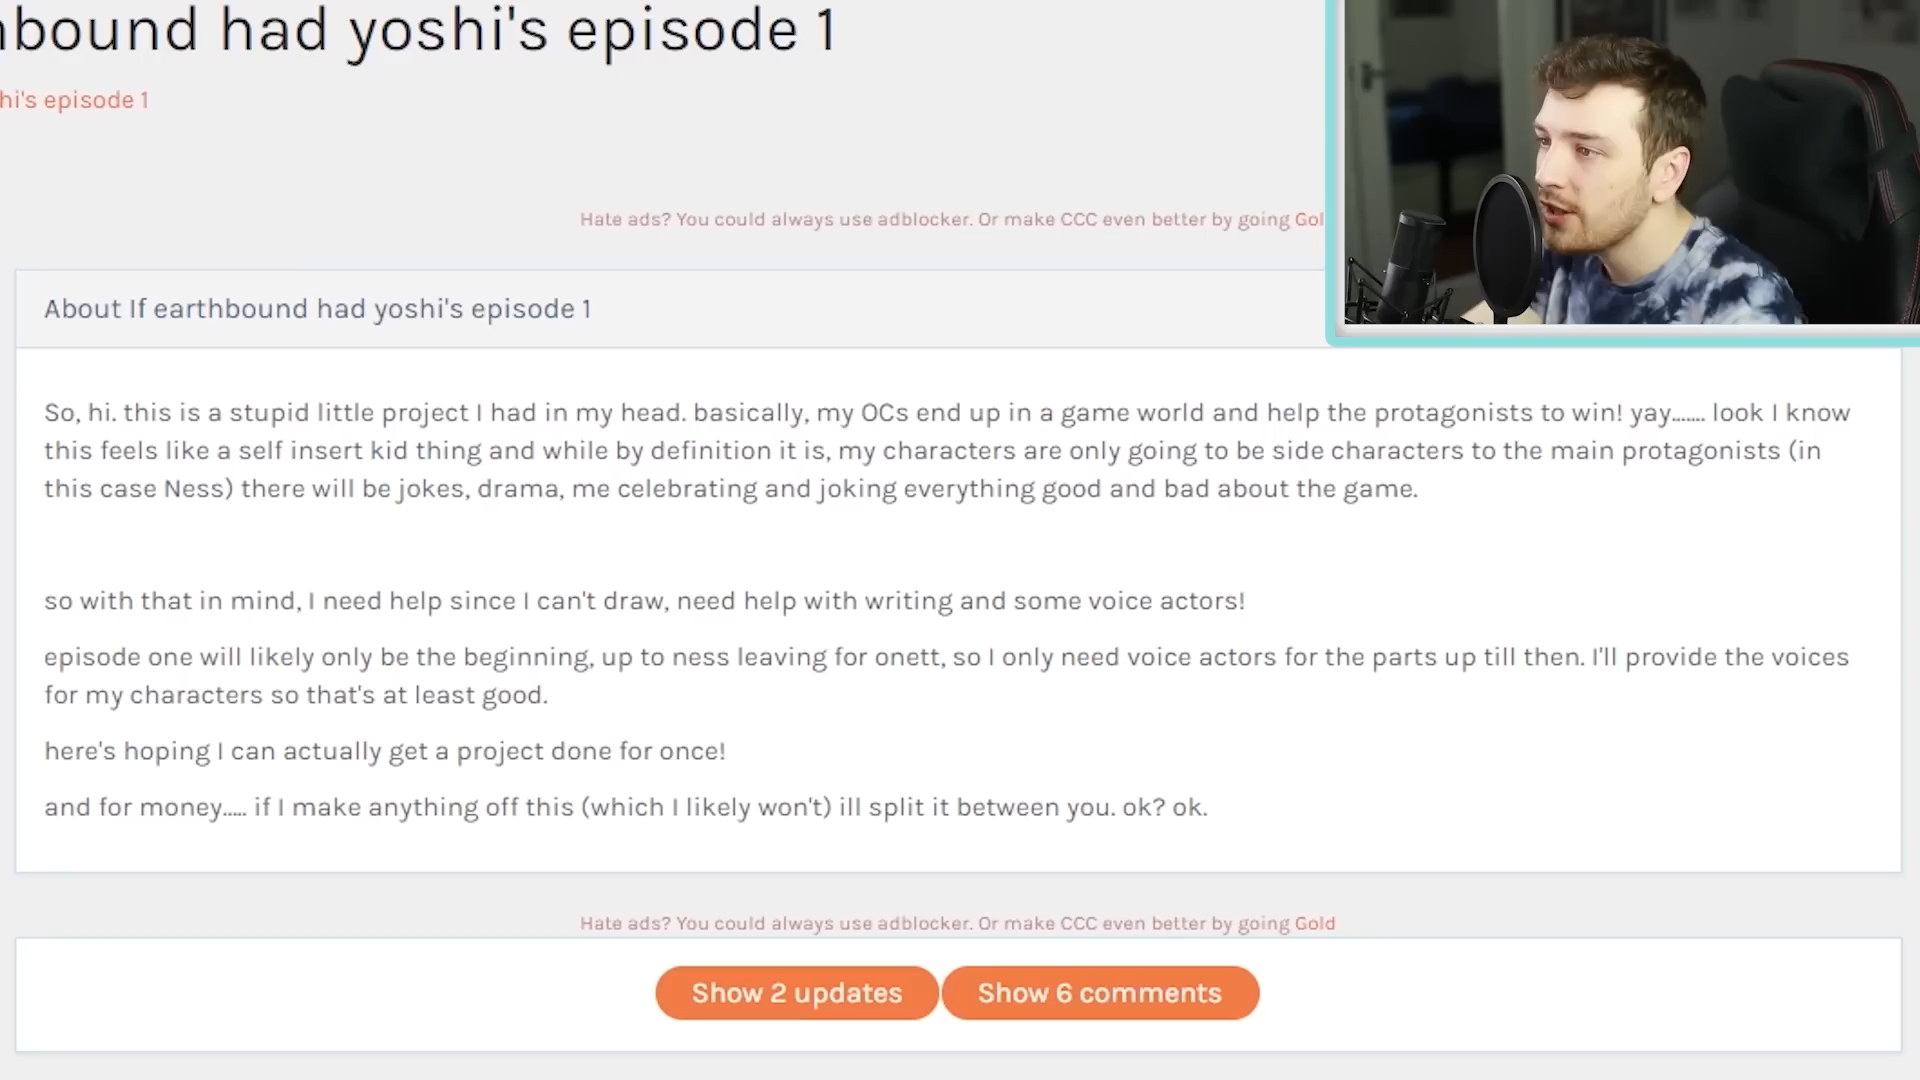 hbound had yoshi's episode 1
hi's episode 1
Hate ads? You could always use adblocker. Or make CCC even better by going Gol
About If earthbound had yoshi's episode 1
So, hi. this is a stupid little project I had in my head. basically, my OCs end up in a game world and help the protagonists to win! yay....... look I know
this feels like a self insert kid thing and while by definition it is, my characters are only going to be side characters to the main protagonists (in
this case Ness) there will be jokes, drama, me celebrating and joking everything good and bad about the game.
so with that in mind, I need help since I can't draw, need help with writing and some voice actors!
episode one will likely only be the beginning, up to ness leaving for onett, so I only need voice actors for the parts up till then. I'll provide the voices
for my characters so that's at least good.
here's hoping I can actually get a project done for once!
and for money..... if I make anything off this (which I likely won't) ill split it between you. ok? ok.
Hate ads? You could always use adblocker. Or make CCC even better by going Gold
Show 2 updates
Show 6 comments